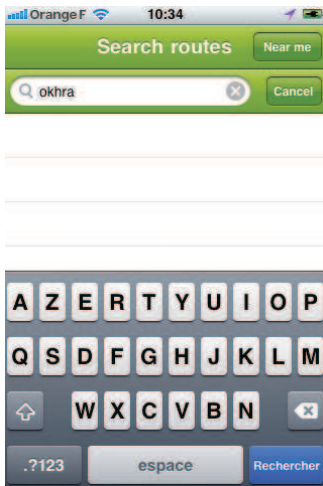 Orange F 10:34
Search routes Near me
okhra Cancel
A Z E R T Y U I O P
Q S D F G H J K L M
W X C V B N
.?123 espace Rechercher